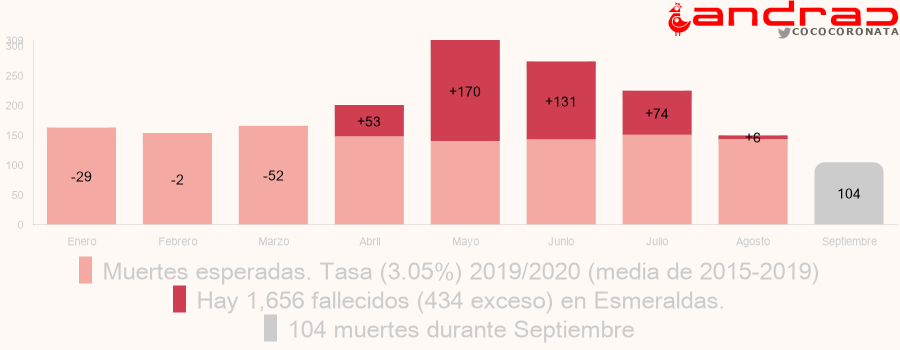 andrac
COCOCORONATA
309
300
250
200
150
100
50
0
-29
-2
-52
+53
+170
+131
+74
+6
104
Enero Febrero Marzo Abril Mayo Junio Julio Agosto Septiembre
Muertes esperadas. Tasa (3.05%) 2019/2020 (media de 2015-2019)
Hay 1,656 fallecidos (434 exceso) en Esmeraldas.
104 muertes durante Septiembre